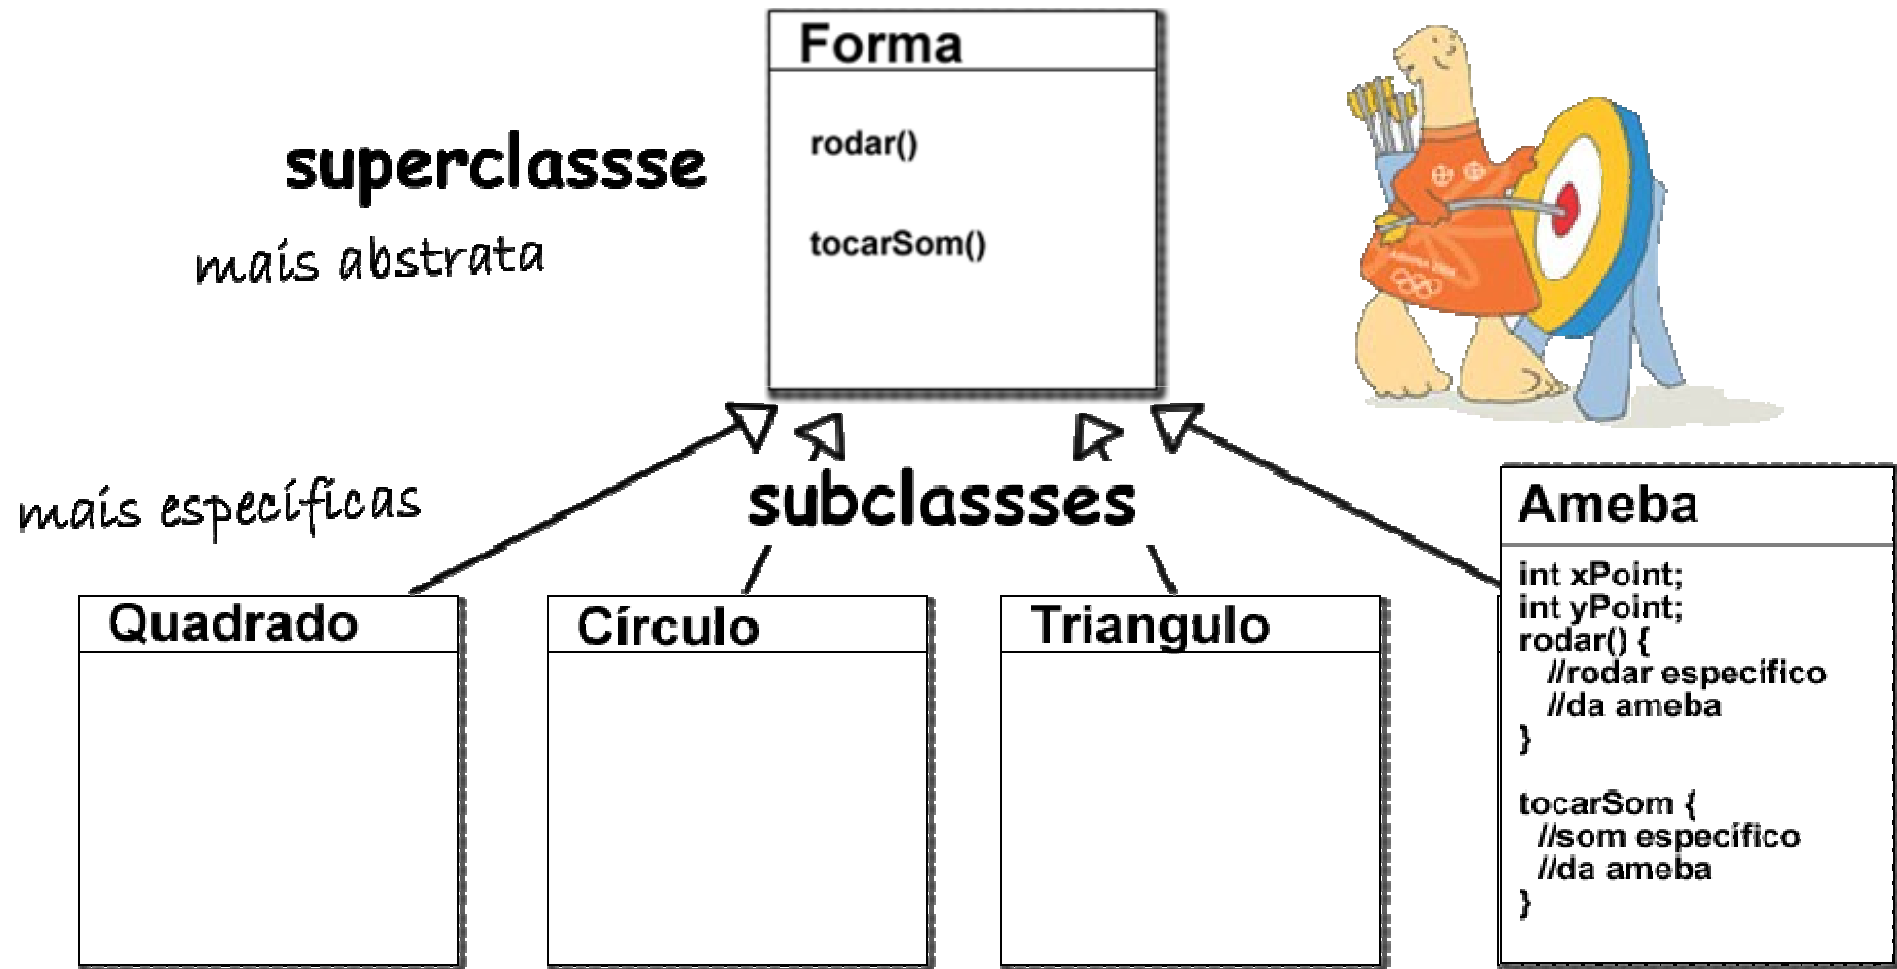 Forma
rodar()
tocarSom()
superclassse
mais abstrata
mais específicas
subclassses
Quadrado
Círculo
Triangulo
Ameba
int xPoint;
int yPoint;
rodar() {
//rodar específico
//da ameba
}
tocarSom {
//som específico
//da ameba
}